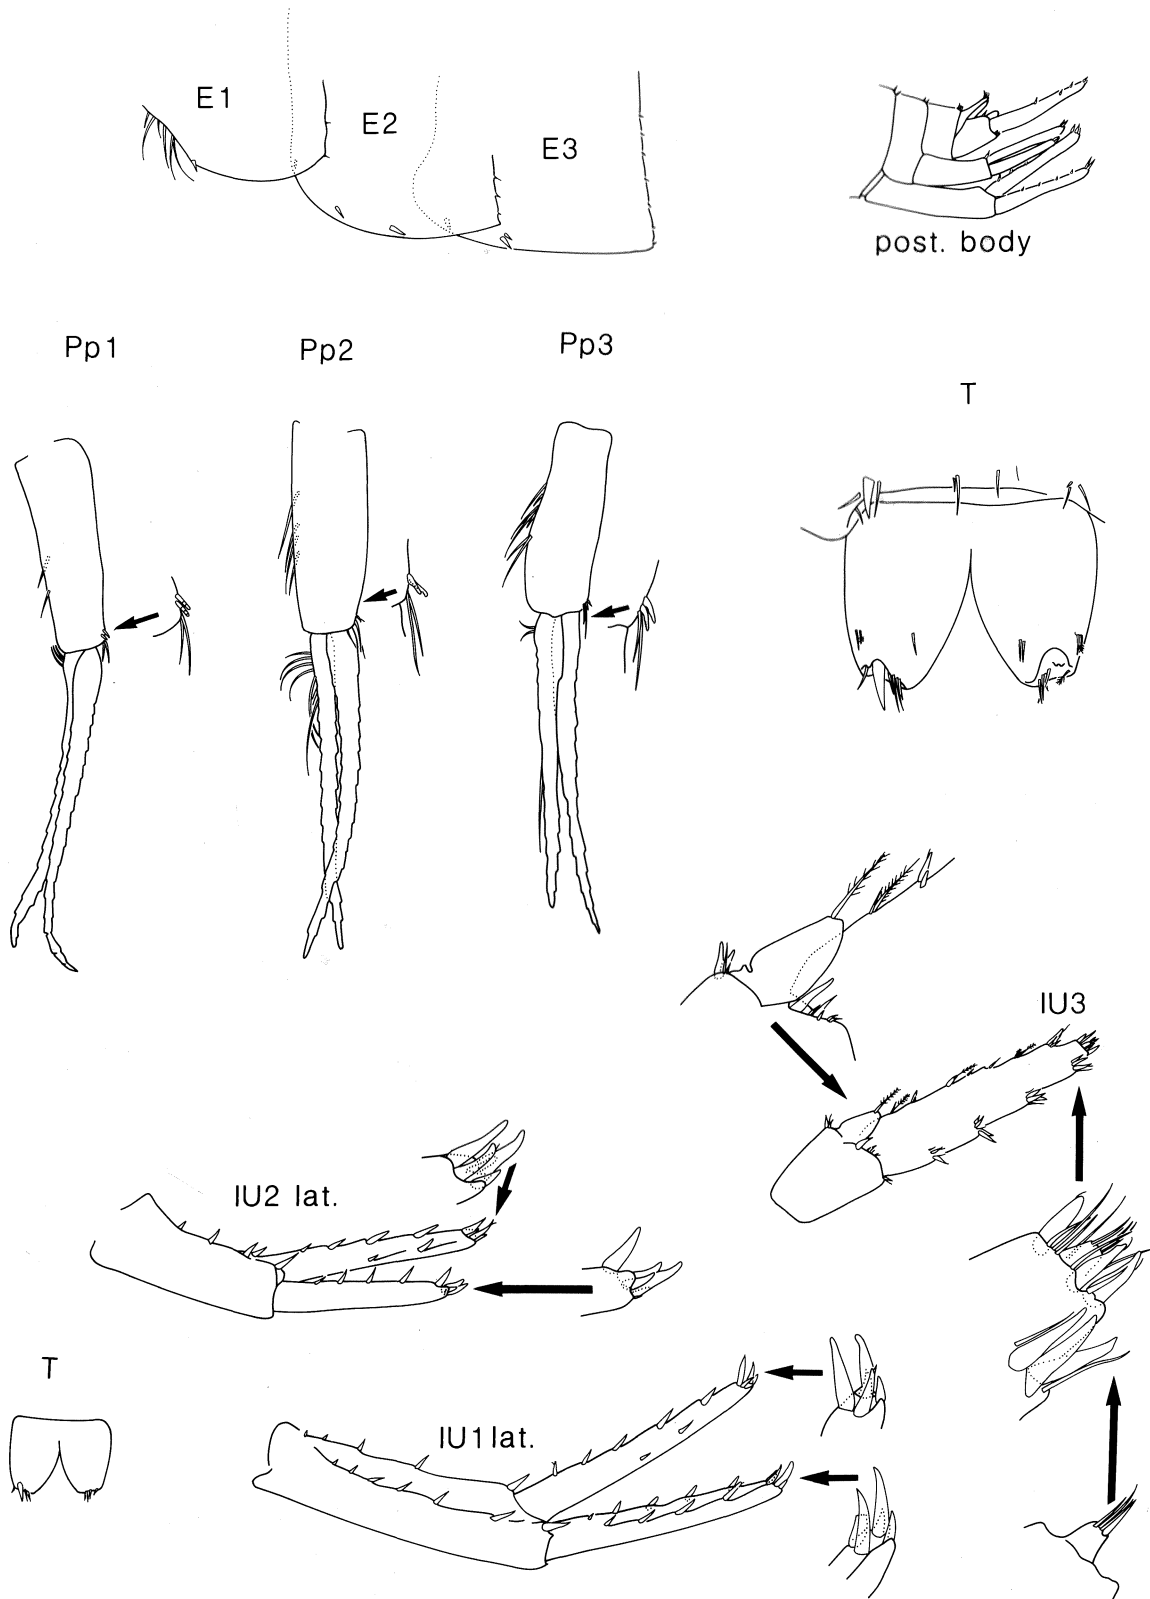 E1
E2
E3
post. body
Pp1
Pp2
Pp3
T
IU3
IU2 lat.
T
IU1 lat.